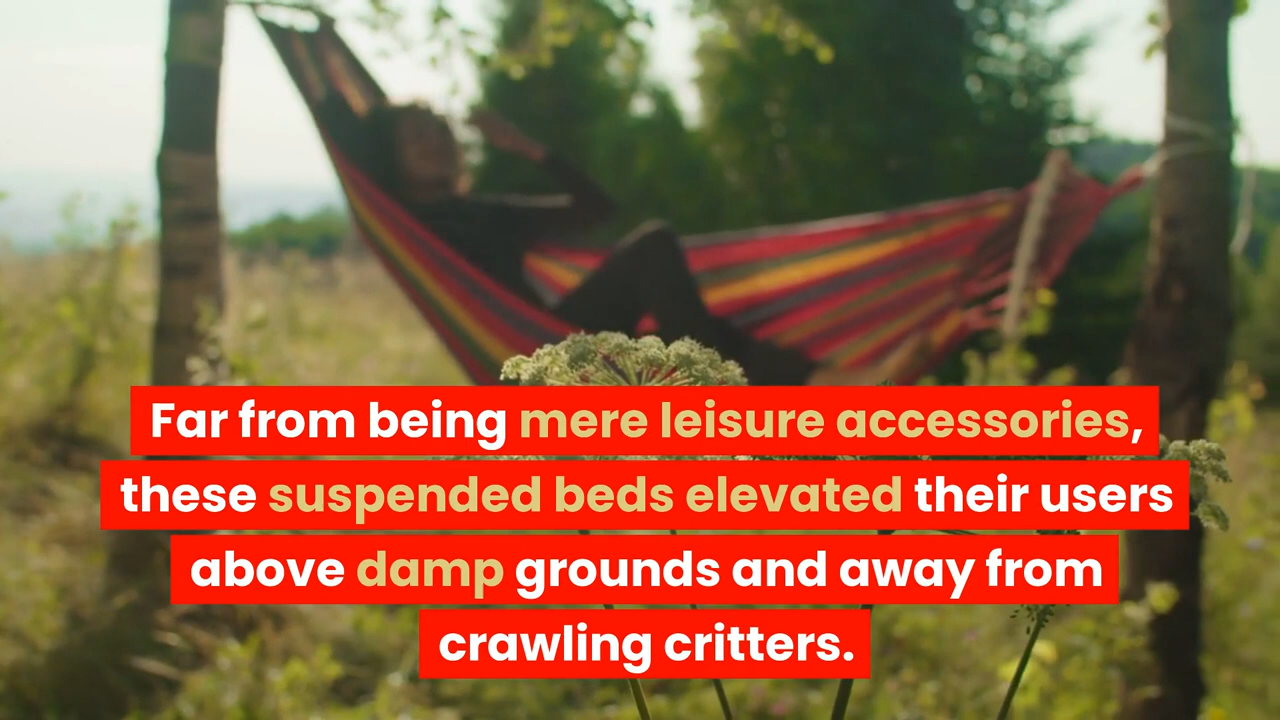 Far from being mere leisure accessories,
these suspended beds elevated their users
above damp grounds and away from
crawling critters.